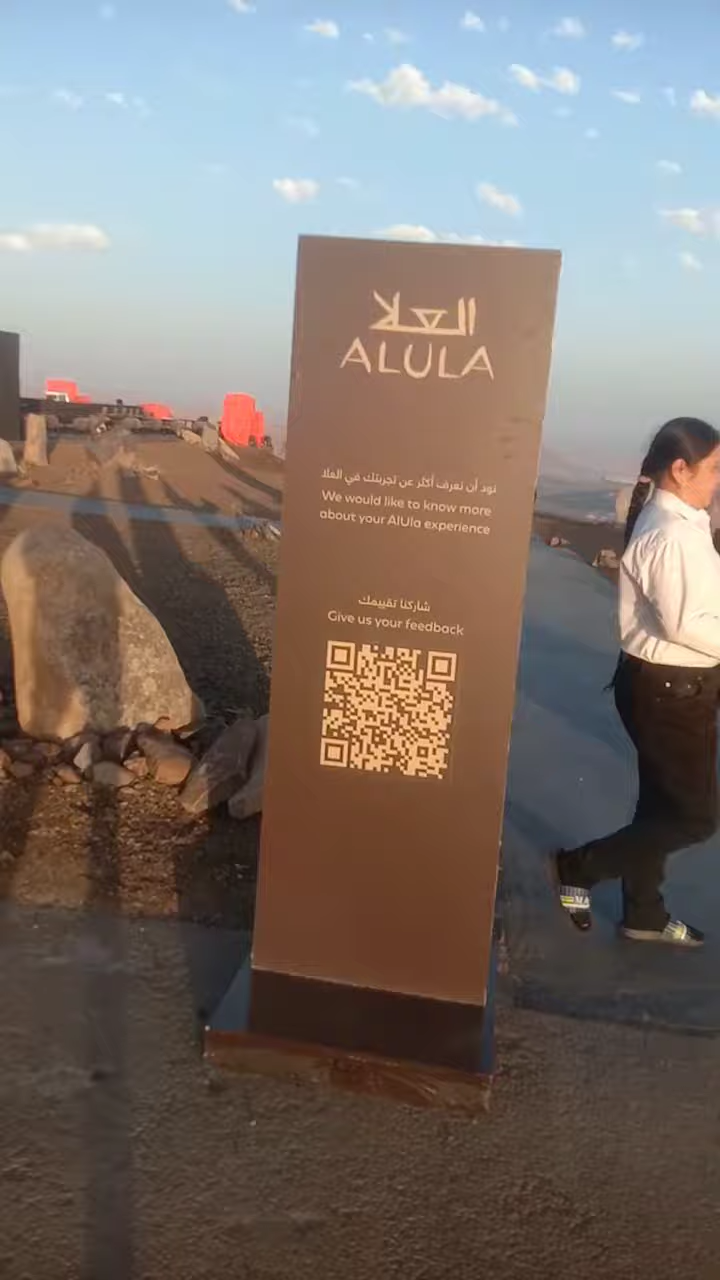 العلا
ALULA
نود أن نعرف أكثر عن تجربتك في العلا
We would like to know more
about your AlUla experience
شاركنا تقييمك
Give us your feedback